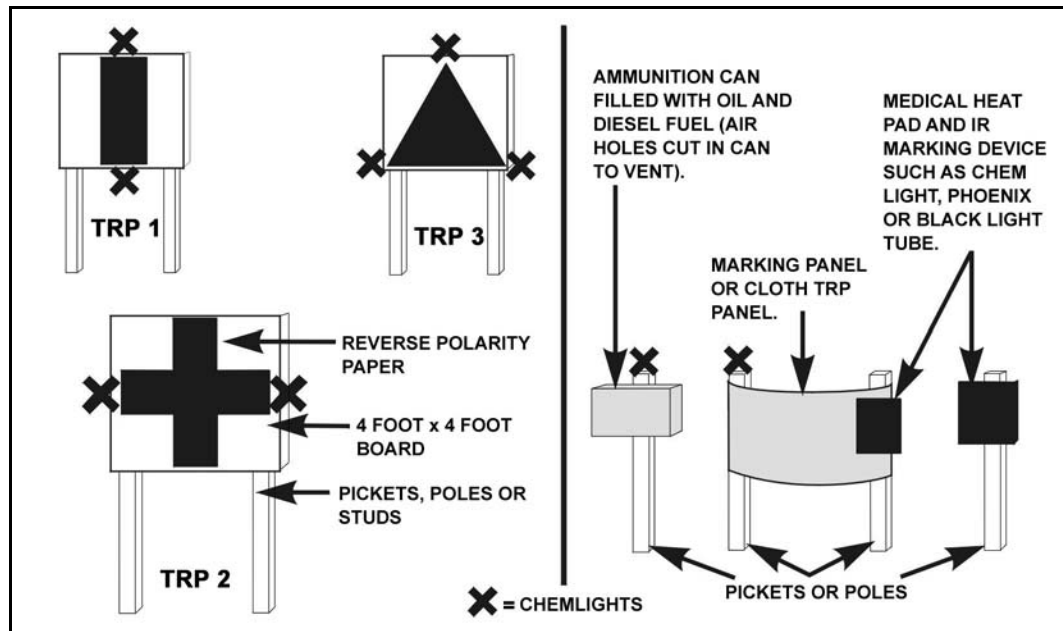 TRP 1
TRP 3
REVERSE POLARITY
PAPER
4 FOOT x 4 FOOT
BOARD
PICKETS, POLES OR
STUDS
TRP 2
= CHEMLIGHTS
AMMUNITION CAN
FILLED WITH OIL AND
DIESEL FUEL (AIR
HOLES CUT IN CAN
TO VENT).
MEDICAL HEAT
PAD AND IR
MARKING DEVICE
SUCH AS CHEM
LIGHT, PHOENIX
OR BLACK LIGHT
TUBE.
MARKING PANEL
OR CLOTH TRP
PANEL.
PICKETS OR POLES